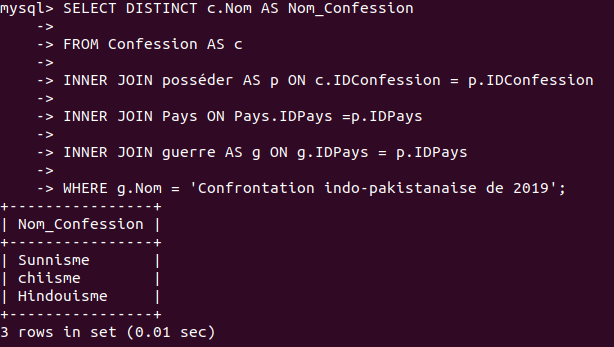 mysql> SELECT DISTINCT c.Nom AS Nom_Confession
    ->
    -> FROM Confession AS c
    ->
    -> INNER JOIN posséder AS p ON c.IDConfession = p.IDConfession
    ->
    -> INNER JOIN Pays ON Pays.IDPays =p.IDPays
    ->
    -> INNER JOIN guerre AS g ON g.IDPays = p.IDPays
    ->
    -> WHERE g.Nom = 'Confrontation indo-pakistanaise de 2019';
+----------------+
| Nom_Confession |
+----------------+
| Sunnisme       |
| chiisme        |
| Hindouisme     |
+----------------+
3 rows in set (0.01 sec)